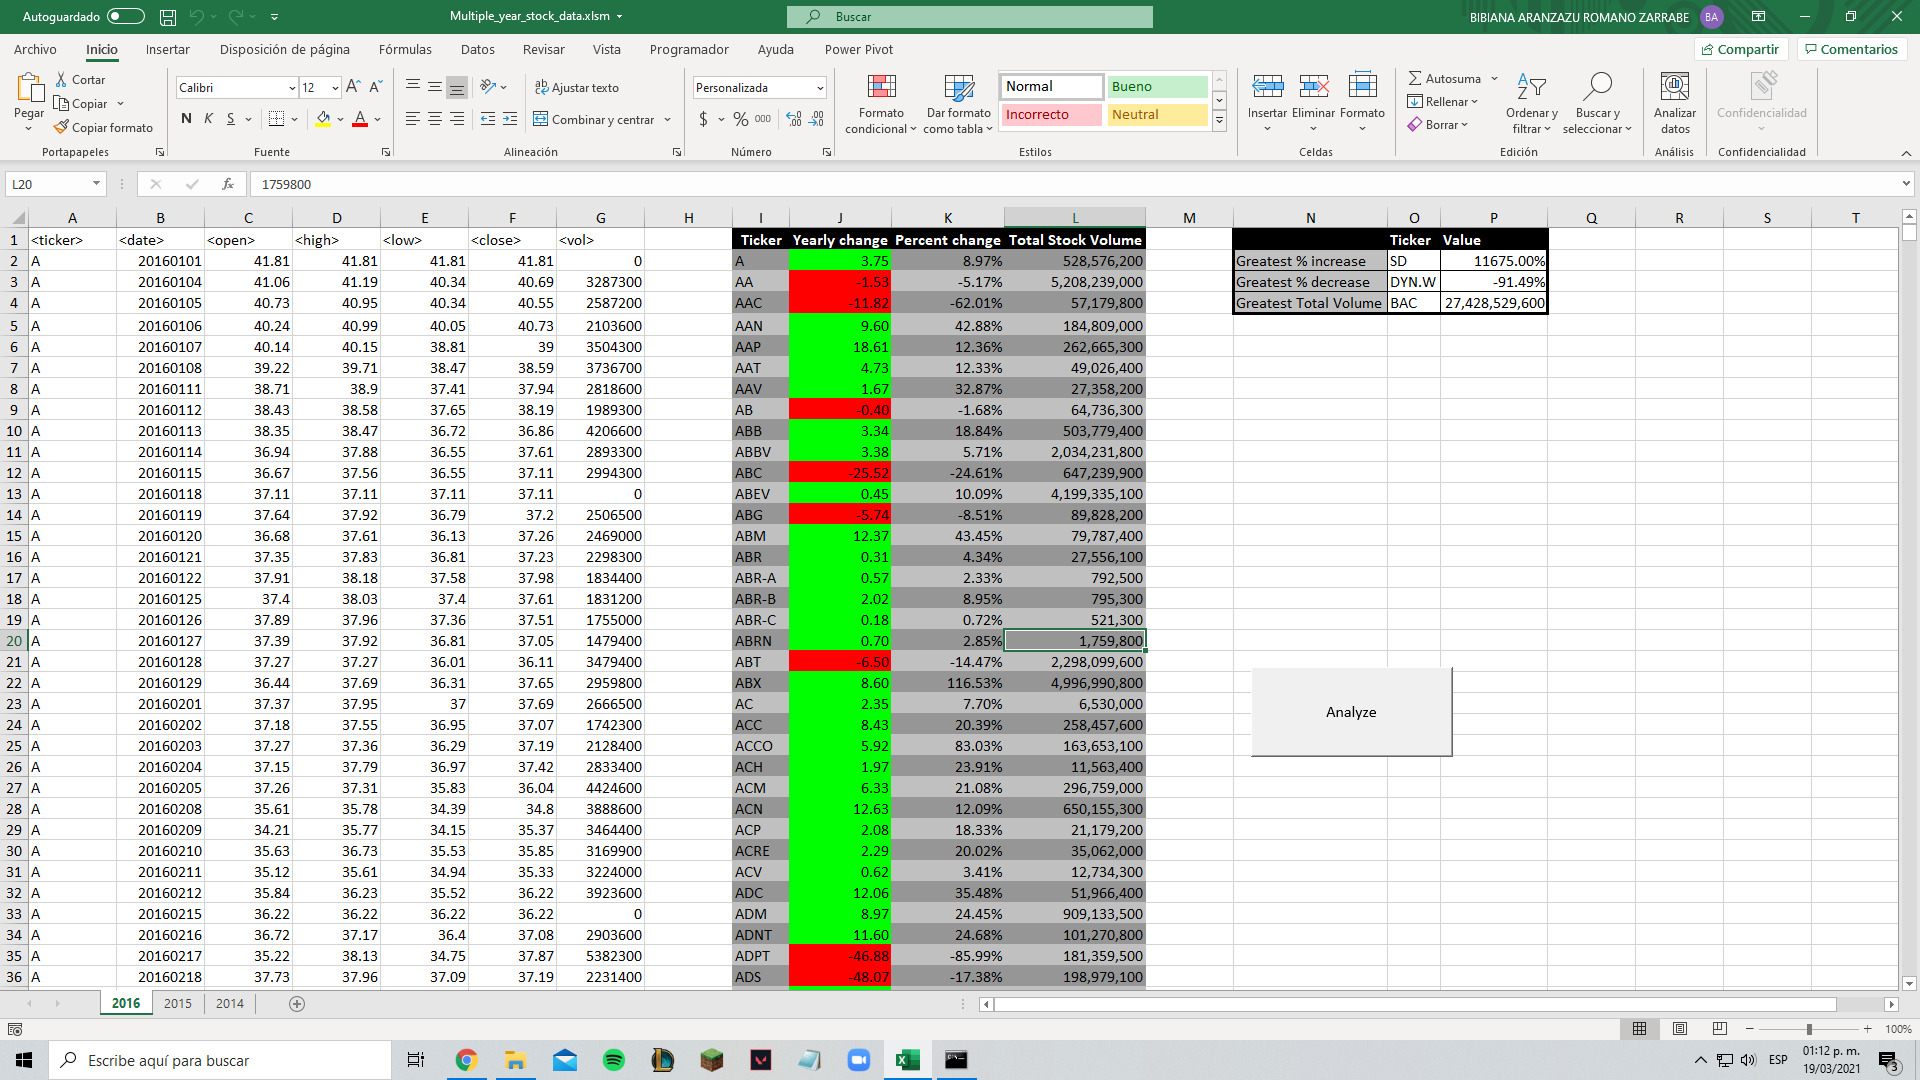 Autoguardado
Multiple_year_stock_data.xlsm
Buscar
BIBIANA ARANZAZU ROMANO ZARRABE
BA
Archivo Inicio Insertar Disposición de página Fórmulas Datos Revisar Vista Programador Ayuda Power Pivot
Compartir Comentarios
Pegar
Cortar
Copiar
Copiar formato
Portapapeles
Calibri 12
N K S
Fuente
Ajustar texto
Combinar y centrar
Alineación
Personalizada
$ % 000
Número
Formato condicional
Dar formato como tabla
Normal Bueno
Incorrecto Neutral
Estilos
Insertar Eliminar Formato
Celdas
Autosuma
Rellenar
Borrar
Ordenar y filtrar
Buscar y seleccionar
Edición
Analizar datos
Análisis
Confidencialidad
Confidencialidad
L20 fx 1759800
A B C D E F G H I J K L M N O P Q R S T
1 <ticker> <date> <open> <high> <low> <close> <vol> Ticker Yearly change Percent change Total Stock Volume Ticker Value
2 A 20160101 41.81 41.81 41.81 41.81 0 A 3.75 8.97% 528,576,200 Greatest % increase SD 11675.00%
3 A 20160104 41.06 41.19 40.34 40.69 3287300 AA -1.53 -5.17% 5,208,239,000 Greatest % decrease DYN.W -91.49%
4 A 20160105 40.73 40.95 40.34 40.55 2587200 AAC -11.82 -62.01% 57,179,800 Greatest Total Volume BAC 27,428,529,600
5 A 20160106 40.24 40.99 40.05 40.73 2103600 AAN 9.60 42.88% 184,809,000
6 A 20160107 40.14 40.15 38.81 39 3504300 AAP 18.61 12.36% 262,665,300
7 A 20160108 39.22 39.71 38.47 38.59 3736700 AAT 4.73 12.33% 49,026,400
8 A 20160111 38.71 38.9 37.41 37.94 2818600 AAV 1.67 32.87% 27,358,200
9 A 20160112 38.43 38.58 37.65 38.19 1989300 AB -0.40 -1.68% 64,736,300
10 A 20160113 38.35 38.47 36.72 36.86 4206600 ABB 3.34 18.84% 503,779,400
11 A 20160114 36.94 37.88 36.55 37.61 2893300 ABBV 3.38 5.71% 2,034,231,800
12 A 20160115 36.67 37.56 36.55 37.11 2994300 ABC -25.52 -24.61% 647,239,900
13 A 20160118 37.11 37.11 37.11 37.11 0 ABEV 0.45 10.09% 4,199,335,100
14 A 20160119 37.64 37.92 36.79 37.2 2506500 ABG -5.74 -8.51% 89,828,200
15 A 20160120 36.68 37.61 36.13 37.26 2469000 ABM 12.37 43.45% 79,787,400
16 A 20160121 37.35 37.83 36.81 37.23 2298300 ABR 0.31 4.34% 27,556,100
17 A 20160122 37.91 38.18 37.58 37.98 1834400 ABR-A 0.57 2.33% 792,500
18 A 20160125 37.4 38.03 37.4 37.61 1831200 ABR-B 2.02 8.95% 795,300
19 A 20160126 37.89 37.96 37.36 37.51 1755000 ABR-C 0.18 0.72% 521,300
20 A 20160127 37.39 37.92 36.81 37.05 1479400 ABRN 0.70 2.85% 1,759,800
21 A 20160128 37.27 37.27 36.01 36.11 3479400 ABT -6.50 -14.47% 2,298,099,600
22 A 20160129 36.44 37.69 36.31 37.65 2959800 ABX 8.60 116.53% 4,996,990,800
23 A 20160201 37.37 37.95 37 37.69 2666500 AC 2.35 7.70% 6,530,000 Analyze
24 A 20160202 37.18 37.55 36.95 37.07 1742300 ACC 8.43 20.39% 258,457,600
25 A 20160203 37.27 37.36 36.29 37.19 2128400 ACCO 5.92 83.03% 163,653,100
26 A 20160204 37.15 37.79 36.97 37.42 2833400 ACH 1.97 23.91% 11,563,400
27 A 20160205 37.26 37.31 35.83 36.04 4424600 ACM 6.33 21.08% 296,759,000
28 A 20160208 35.61 35.78 34.39 34.8 3888600 ACN 12.63 12.09% 650,155,300
29 A 20160209 34.21 35.77 34.15 35.37 3464400 ACP 2.08 18.33% 21,179,200
30 A 20160210 35.63 36.73 35.53 35.85 3169900 ACRE 2.29 20.02% 35,062,000
31 A 20160211 35.12 35.61 34.94 35.33 3224000 ACV 0.62 3.41% 12,734,300
32 A 20160212 35.84 36.23 35.52 36.22 3923600 ADC 12.06 35.48% 51,966,400
33 A 20160215 36.22 36.22 36.22 36.22 0 ADM 8.97 24.45% 909,133,500
34 A 20160216 36.72 37.17 36.4 37.08 2903600 ADNT 11.60 24.68% 101,270,800
35 A 20160217 35.22 38.13 34.75 37.87 5382300 ADPT -46.88 -85.99% 181,359,500
36 A 20160218 37.73 37.96 37.09 37.19 2231400 ADS -48.07 -17.38% 198,979,100
2016 2015 2014
100%
Escribe aquí para buscar
ESP
01:12 p. m.
19/03/2021
3